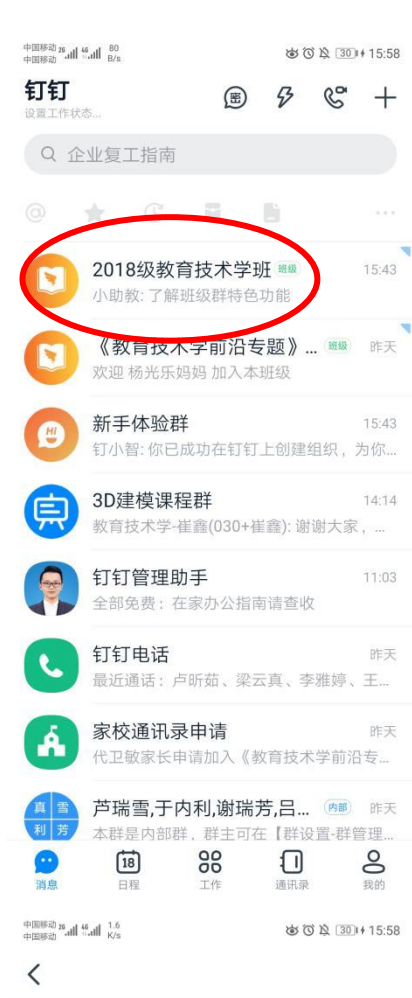 中国移动 2G 4G 80
中国移动 B/s 30 15:58
钉钉
密
设置工作状态...
企业复工指南
@
2018级教育技术学班 班级 15:43
小助教: 了解班级群特色功能
《教育技术学前沿专题》... 班级 昨天
欢迎 杨光乐妈妈 加入本班级
Hi
新手体验群 15:43
钉小智: 你已成功在钉钉上创建组织，为你...
3D建模课程群 14:14
教育技术学-崔鑫(030+崔鑫): 谢谢大家，...
钉钉管理助手 11:03
全部免费：在家办公指南请查收
钉钉电话 昨天
最近通话：卢昕茹、梁云真、李雅婷、王...
家校通讯录申请 昨天
代卫敏家长申请加入《教育技术学前沿专...
真 雪
利 芳
芦瑞雪,于内利,谢瑞芳,吕... 内部 昨天
本群是内部群，群主可在【群设置-群管理...
18
消息 日程 工作 通讯录 我的
中国移动 2G 4G 1.6
中国移动 K/s 30 15:58